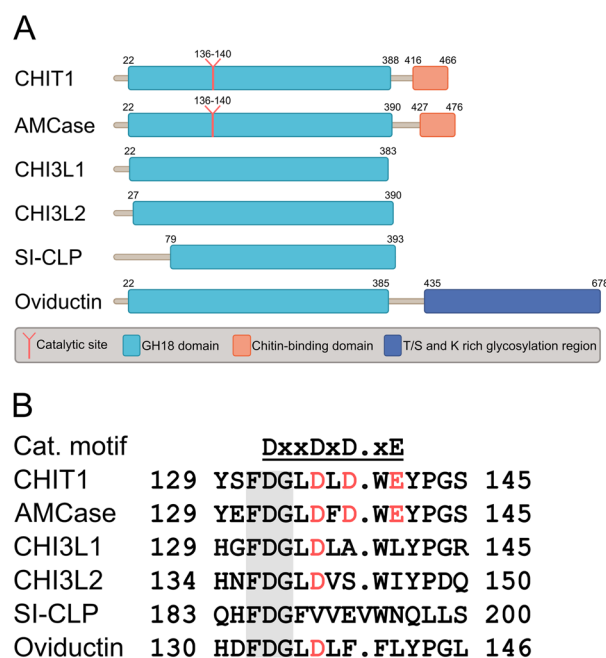 A
136-140
22 388 416 466
CHIT1
136-140
22 390 427 476
AMCase
22 383
CHI3L1
27 390
CHI3L2
79 393
SI-CLP
22 385 435 678
Oviductin
Catalytic site GH18 domain Chitin-binding domain T/S and K rich glycosylation region
B
Cat. motif DxxDxD.xE
CHIT1 129 YSFDGLDLD.WEYPGS 145
AMCase 129 YEFDGLDFD.WEYPGS 145
CHI3L1 129 HGFDGLDLA.WLYPGR 145
CHI3L2 134 HNFDGLDVS.WIYPDQ 150
SI-CLP 183 QHFDGFVVEVWNQLLS 200
Oviductin 130 HDFDGLDLF.FLYPGL 146